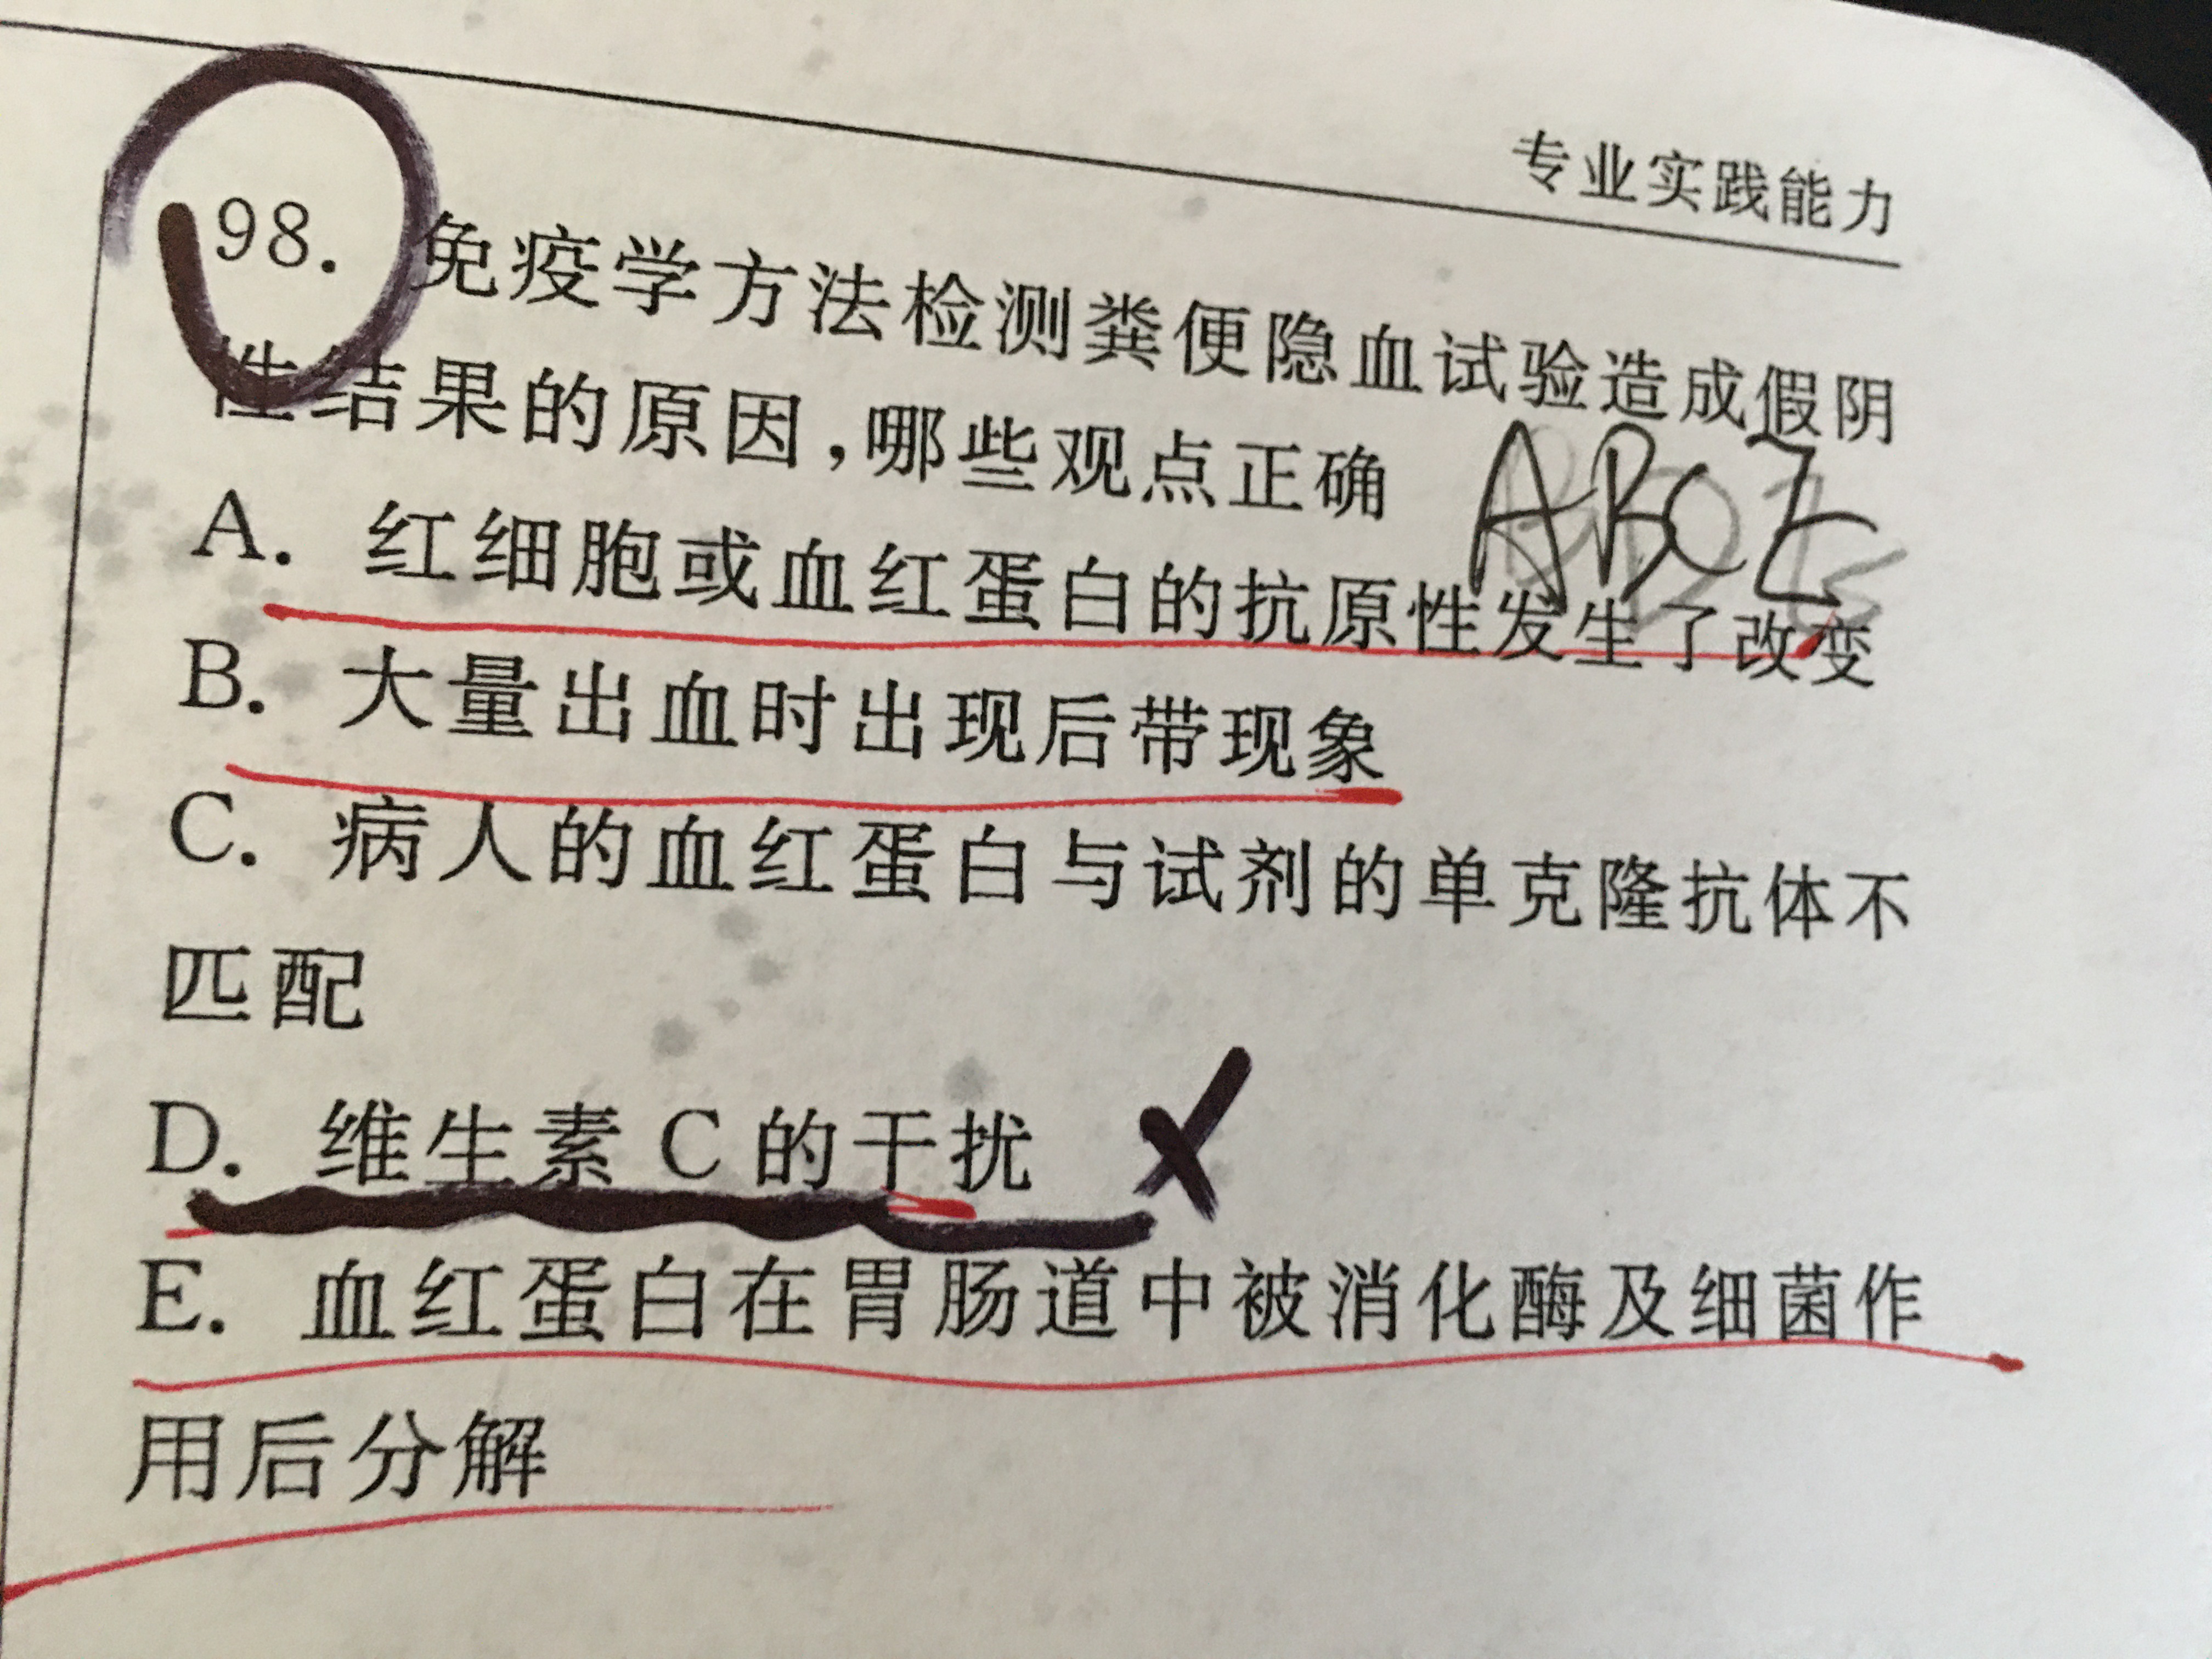 专业实践能力
98. 免疫学方法检测粪便隐血试验造成假阴
性结果的原因,哪些观点正确 ABCE
A. 红细胞或血红蛋白的抗原性发生了改变
B. 大量出血时出现后带现象
C. 病人的血红蛋白与试剂的单克隆抗体不
匹配
D. 维生素 C 的干扰
E. 血红蛋白在胃肠道中被消化酶及细菌作
用后分解